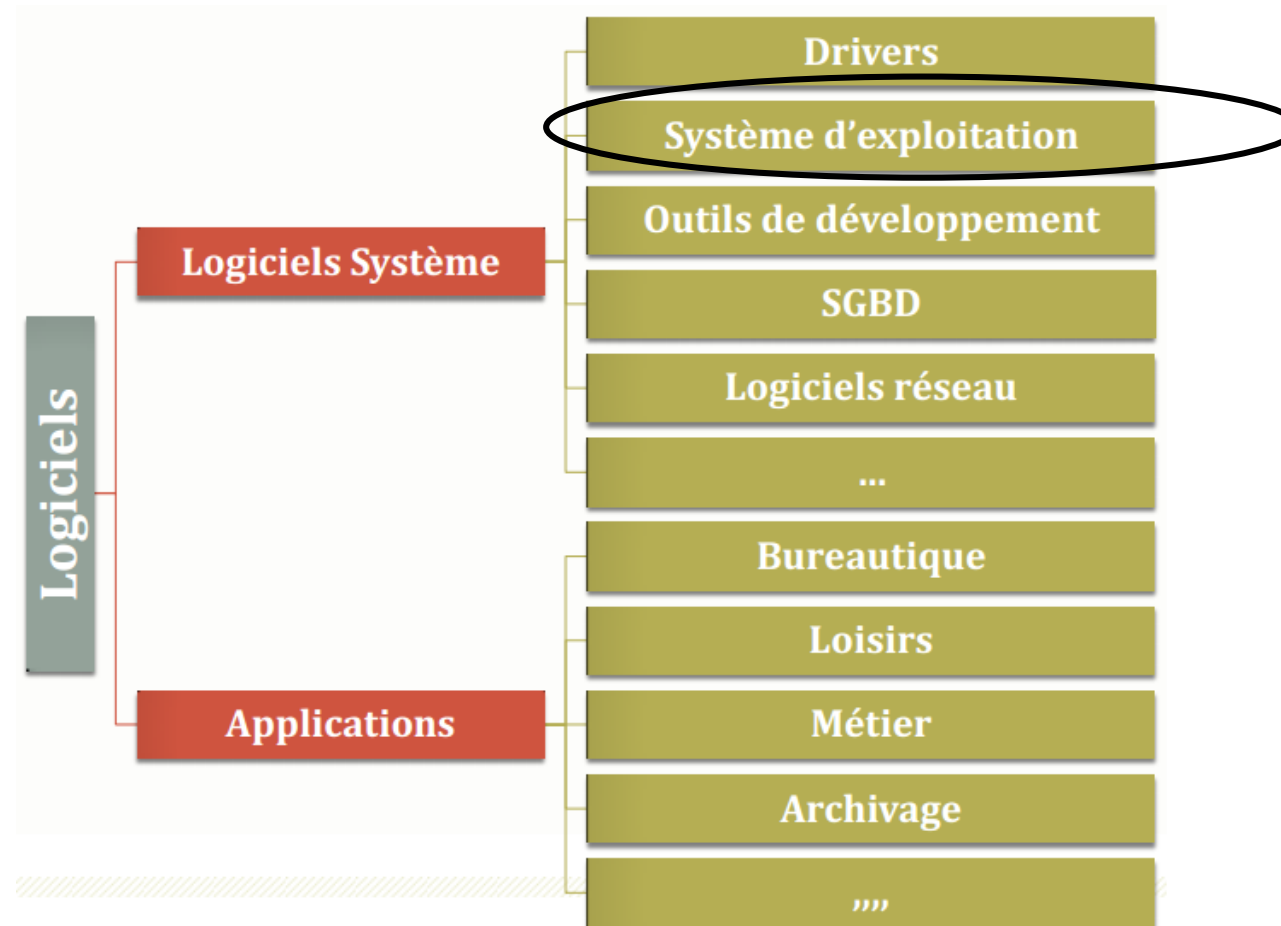 Logiciels
Logiciels Système
Drivers
Système d’exploitation
Outils de développement
SGBD
Logiciels réseau
...
Applications
Bureautique
Loisirs
Métier
Archivage
,,,,